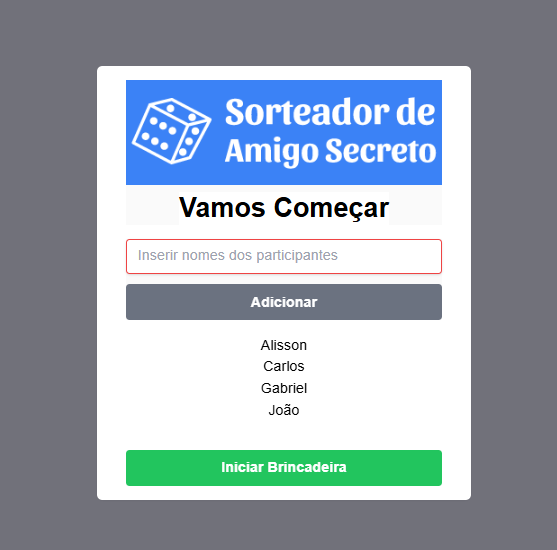 Sorteador de
Amigo Secreto
Vamos Começar
Inserir nomes dos participantes
Adicionar
Alisson
Carlos
Gabriel
João
Iniciar Brincadeira